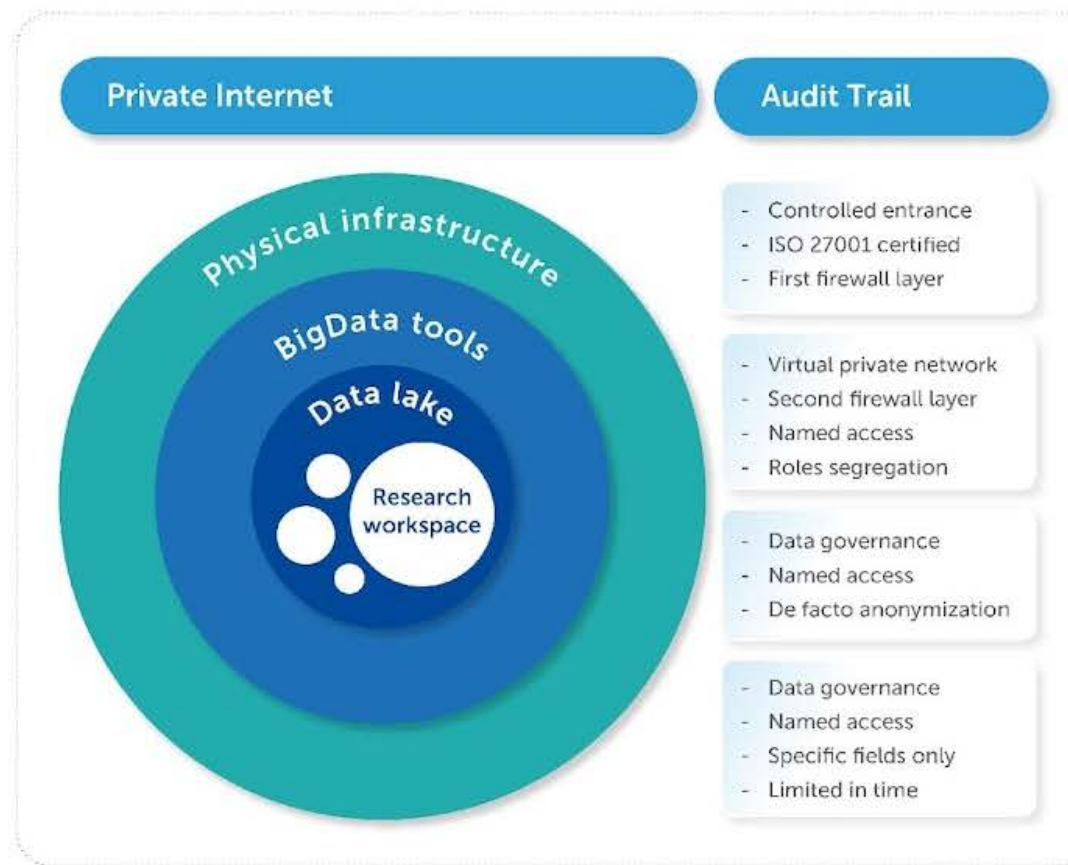 Private Internet
Audit Trail
Physical infrastructure
BigData tools
Data lake
Research
workspace
- Controlled entrance
- ISO 27001 certified
- First firewall layer
- Virtual private network
- Second firewall layer
- Named access
- Roles segregation
- Data governance
- Named access
- De facto anonymization
- Data governance
- Named access
- Specific fields only
- Limited in time